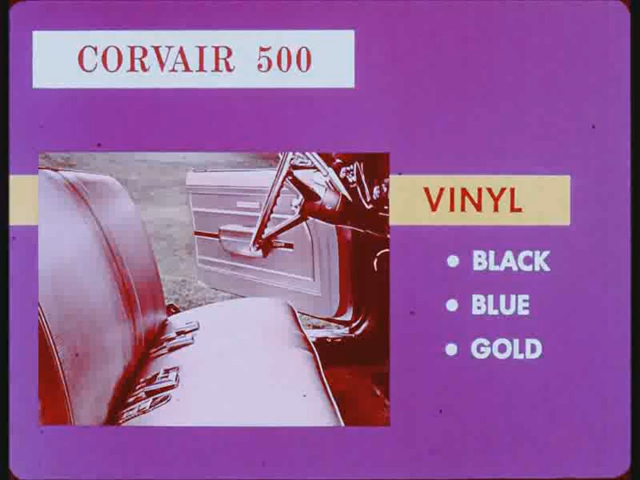 CORVAIR 500
VINYL
• BLACK
• BLUE
• GOLD